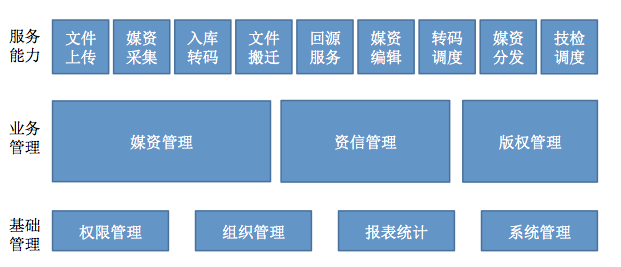 服务
能力
文件
上传
媒资
采集
入库
转码
文件
搬迁
回源
服务
媒资
编辑
转码
调度
媒资
分发
技检
调度
业务
管理
媒资管理
资信管理
版权管理
基础
管理
权限管理
组织管理
报表统计
系统管理